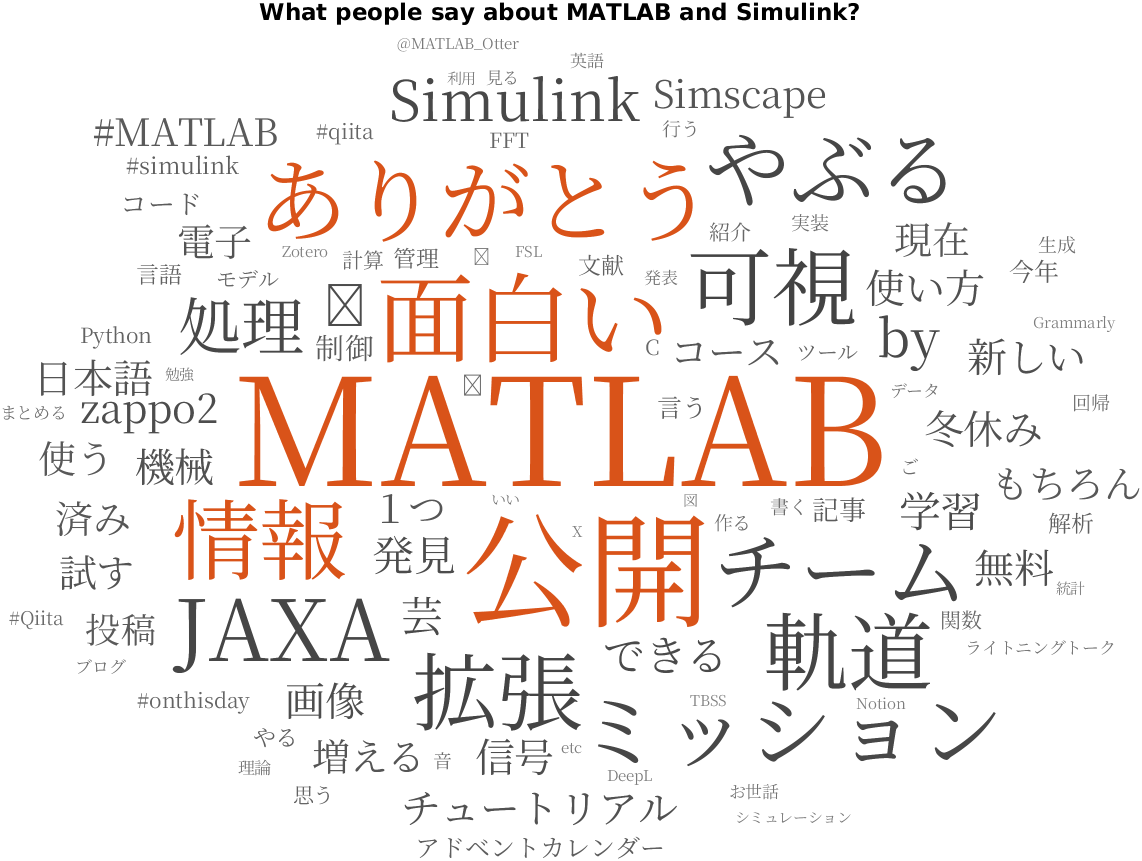 What people say about MATLAB and Simulink?
@MATLAB_Otter
英語
利用 見る
Simulink Simscape
#MATLAB #qiita FFT 行う
#simulink ありがとう やぶる
コード 実装
電子 紹介 現在
Zotero 計算 管理 FSL 文献 生成
言語 モデル 発表 使い方 今年
処理 面白い 可視
Python 制御 C コース ツール by 新しい Grammarly
日本語 勉強 データ
まとめる zappo2 MATLAB 言う 冬休み 回帰
使う 機械 ご もちろん
済み 情報 1つ いい 図 書く 記事 学習 解析
X 作る
試す 発見 公開 チーム 無料 統計
#Qiita 投稿 JAXA 芸 関数
ブログ できる 軌道 ライトニングトーク
#onthisday 画像 拡張 TBSS Notion
やる 増える 音 信号 etc ミッション
理論 DeepL
思う チュートリアル お世話
シミュレーション
アドベントカレンダー